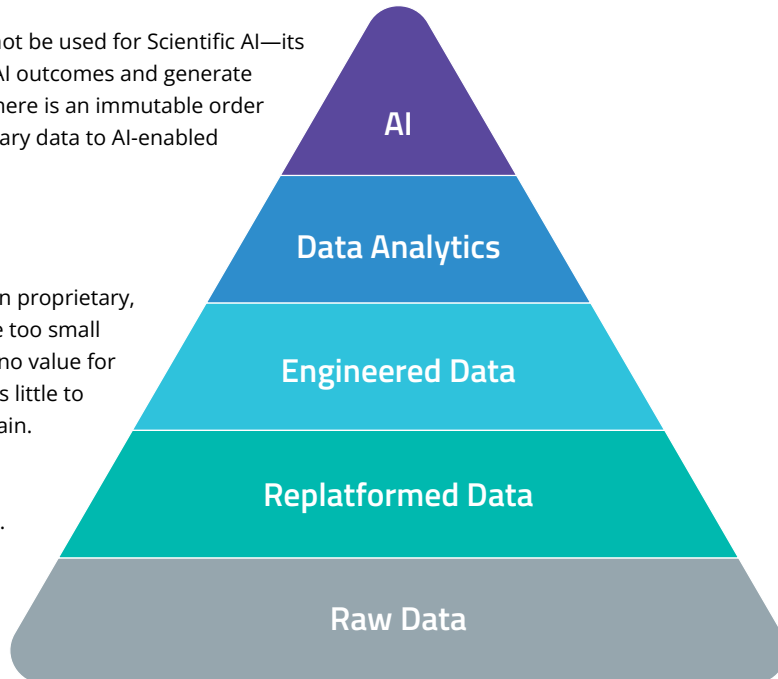 not be used for Scientific AI—its
AI outcomes and generate
here is an immutable order
ary data to AI-enabled
n proprietary,
e too small
no value for
s little to
ain.
.
AI
Data Analytics
Engineered Data
Replatformed Data
Raw Data